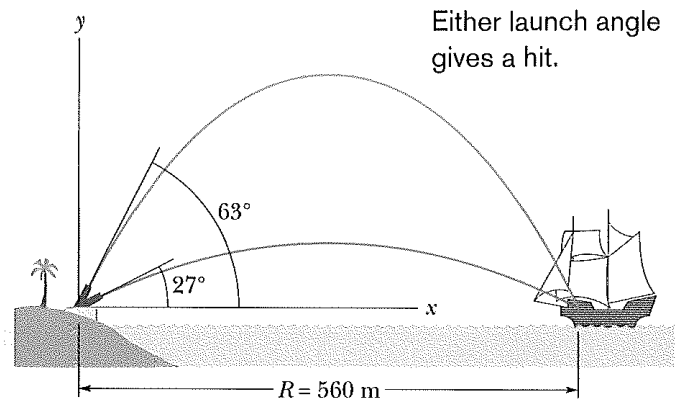 y
Either launch angle
gives a hit.
63°
27°
x
R = 560 m